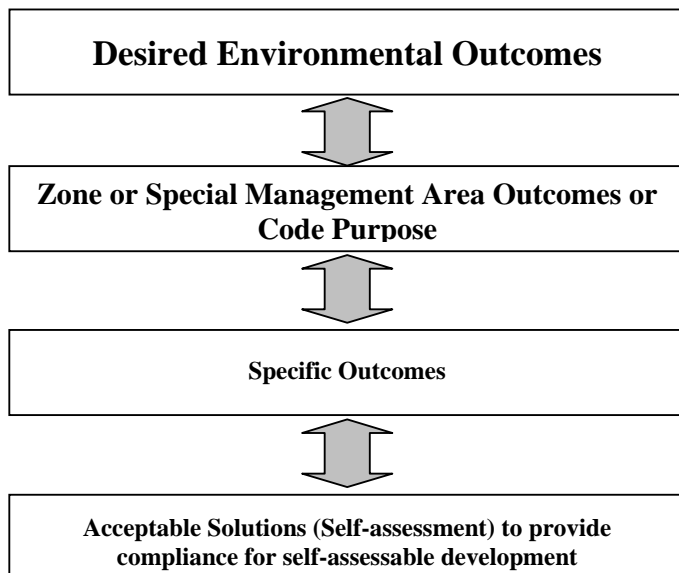 Desired Environmental Outcomes
Zone or Special Management Area Outcomes or
Code Purpose
Specific Outcomes
Acceptable Solutions (Self-assessment) to provide
compliance for self-assessable development